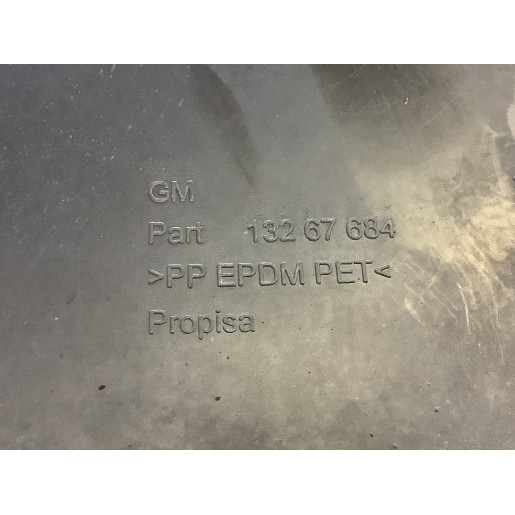 GM
Part 132 67 684
>PP EPDM PET<
Propisa